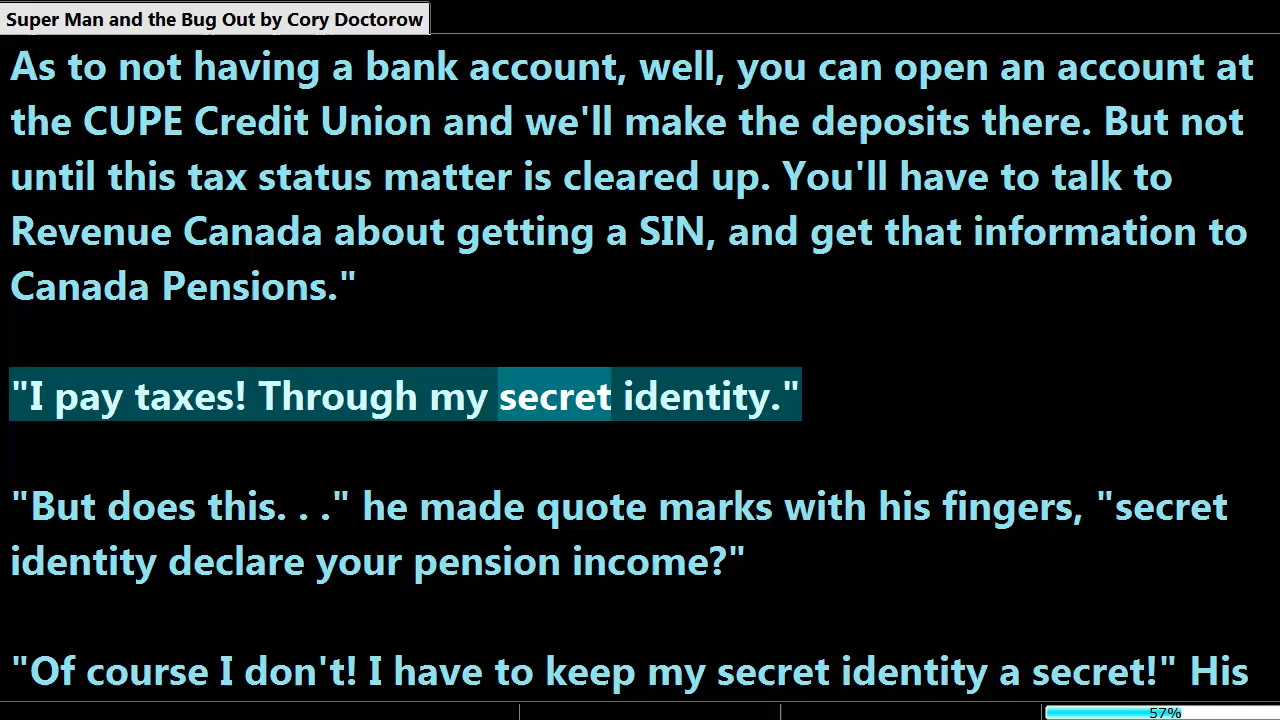 Super Man and the Bug Out by Cory Doctorow
As to not having a bank account, well, you can open an account at
the CUPE Credit Union and we'll make the deposits there. But not
until this tax status matter is cleared up. You'll have to talk to
Revenue Canada about getting a SIN, and get that information to
Canada Pensions."
"I pay taxes! Through my secret identity."
"But does this. . ." he made quote marks with his fingers, "secret
identity declare your pension income?"
"Of course I don't! I have to keep my secret identity a secret!" His
57%